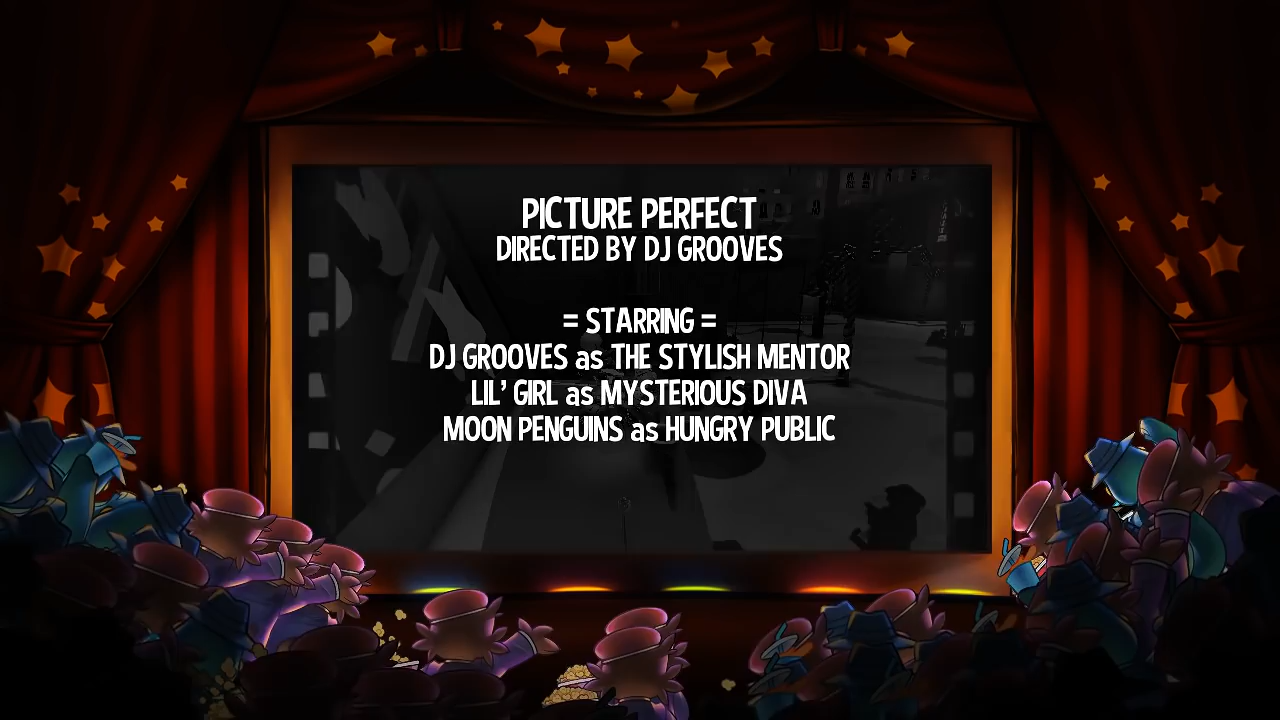 PICTURE PERFECT
DIRECTED BY DJ GROOVES
= STARRING =
DJ GROOVES as THE STYLISH MENTOR
LIL' GIRL as MYSTERIOUS DIVA
MOON PENGUINS as HUNGRY PUBLIC